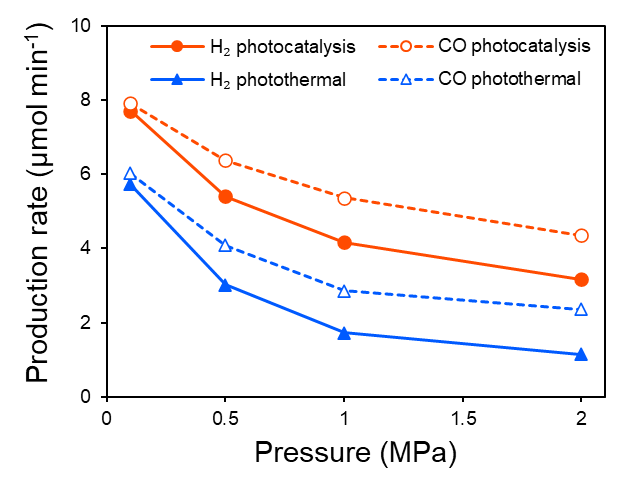 Production rate (μmol min⁻¹)
10
8
6
4
2
0
H₂ photocatalysis
CO photocatalysis
H₂ photothermal
CO photothermal
0
0.5
1
1.5
2
Pressure (MPa)